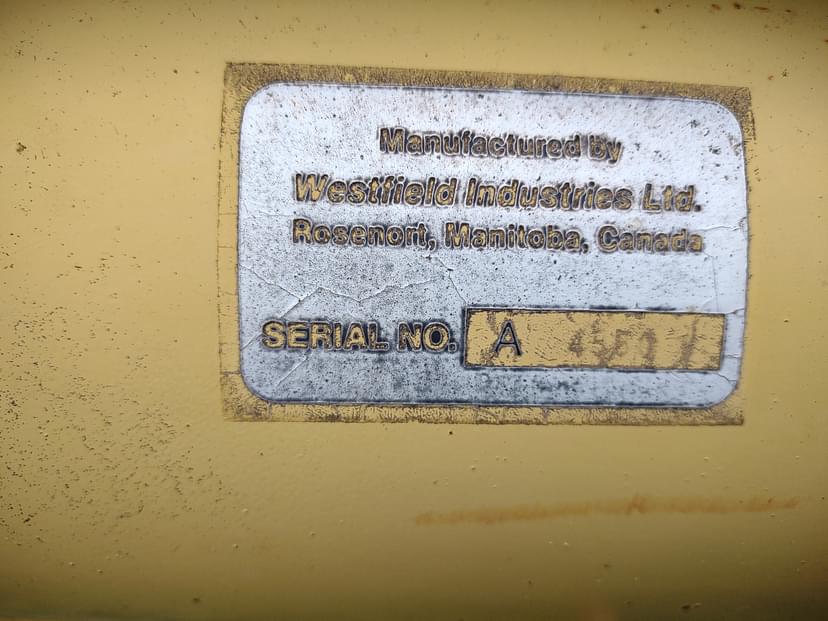 Manufactured by
Westfield Industries Ltd.
Rosenort, Manitoba, Canada
SERIAL NO. A